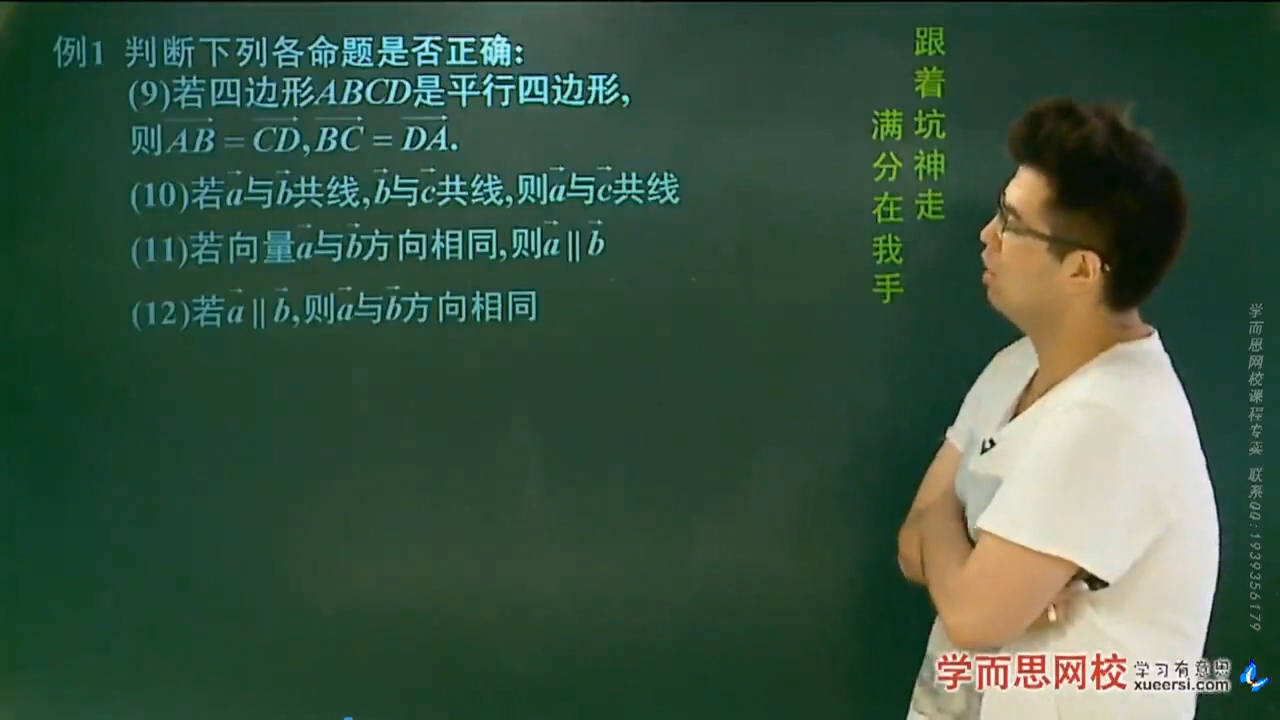 例1 判断下列各命题是否正确:
(9)若四边形ABCD是平行四边形,
则$\overrightarrow{AB}=\overrightarrow{CD},\overrightarrow{BC}=\overrightarrow{DA}$.
(10)若$\vec{a}$与$\vec{b}$共线,$\vec{b}$与$\vec{c}$共线,则$\vec{a}$与$\vec{c}$共线
(11)若向量$\vec{a}$与$\vec{b}$方向相同,则$\vec{a}\parallel\vec{b}$
(12)若$\vec{a}\parallel\vec{b}$,则$\vec{a}$与$\vec{b}$方向相同
跟着坑神走
满分在我手
学而思网校课程专卖 联系QQ:1939356179
学而思网校
学习有意思
xueersi.com